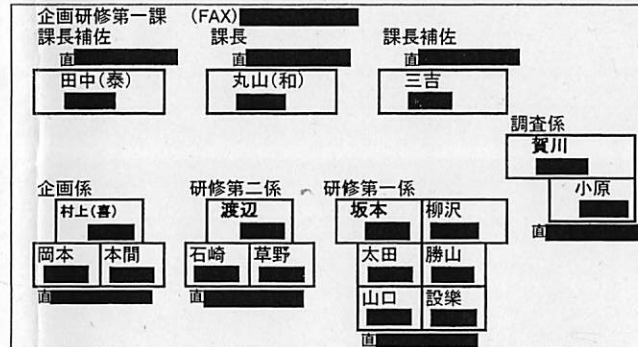 企画研修第一課 (FAX)
課長補佐 課長 課長補佐
直 直 直
田中(泰) 丸山(和) 三吉
調査係
賀川
小原
直
企画係 研修第二係 研修第一係
村上(喜) 渡辺 坂本 柳沢
岡本 本間 石崎 草野 太田 勝山
直 直 山口 設樂
直